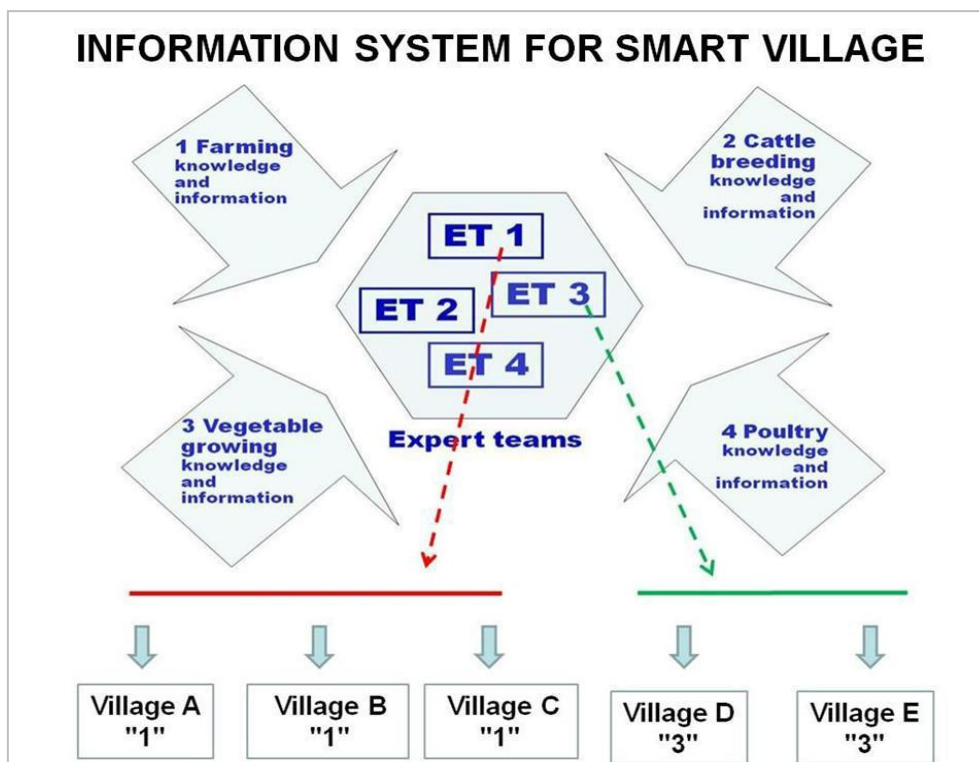 INFORMATION SYSTEM FOR SMART VILLAGE
1 Farming
knowledge
and
information
2 Cattle
breeding
knowledge
and
information
ET 1
ET 3
ET 2
ET 4
Expert teams
3 Vegetable
growing
knowledge
and
information
4 Poultry
knowledge
and
information
Village A
"1"
Village B
"1"
Village C
"1"
Village D
"3"
Village E
"3"